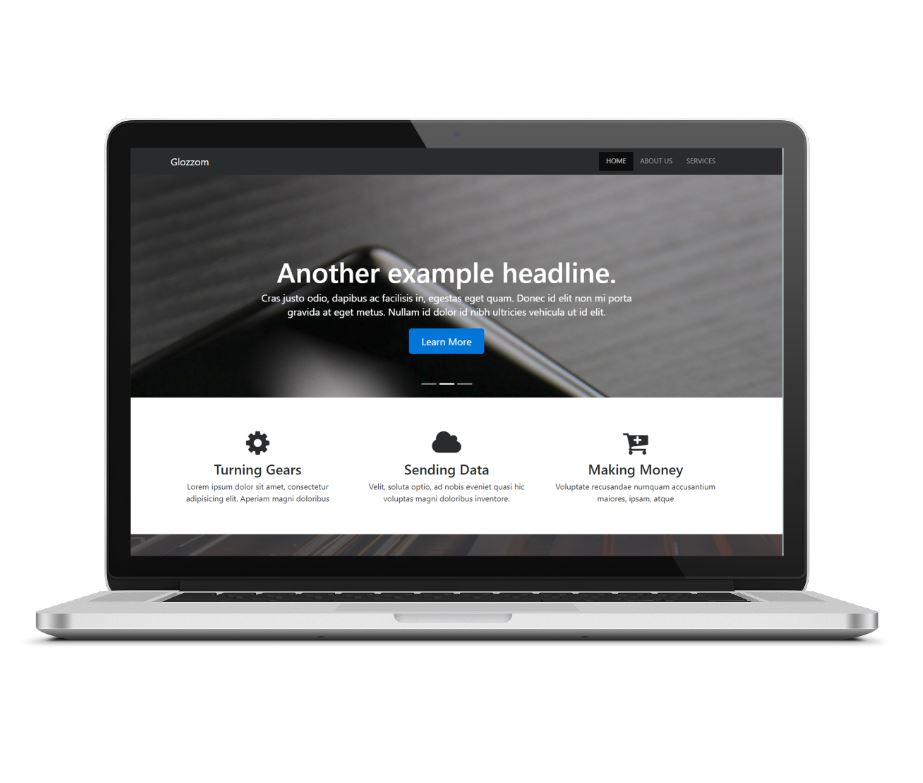 Glozzom
HOME ABOUT US SERVICES
Another example headline.
Cras justo odio, dapibus ac facilisis in, egestas eget quam. Donec id elit non mi porta
gravida at eget metus. Nullam id dolor id nibh ultricies vehicula ut id elit.
Learn More
Turning Gears
Lorem ipsum dolor sit amet, consectetur
adipisicing elit. Aperiam magni doloribus
Sending Data
Velit, soluta optio, ad nobis eveniet quasi hic
voluptas magni doloribus inventore.
Making Money
Voluptate recusandae numquam accusantium
maiores, ipsam, atque